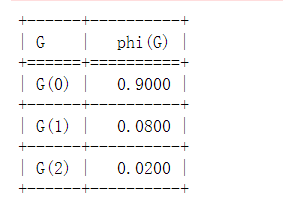 +------+----------+
| G    |   phi(G) |
+======+==========+
| G(0) |   0.9000 |
+------+----------+
| G(1) |   0.0800 |
+------+----------+
| G(2) |   0.0200 |
+------+----------+